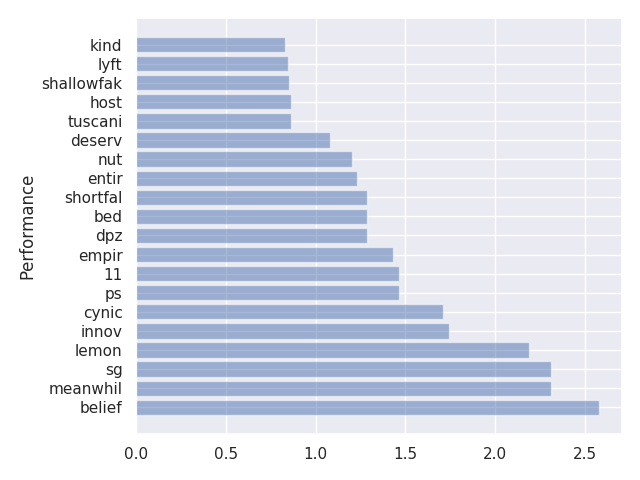 kind
lyft
shallowfak
host
tuscani
deserv
nut
entir
shortfal
bed
dpz
empir
11
ps
cynic
innov
lemon
sg
meanwhil
belief
Performance
0.0 0.5 1.0 1.5 2.0 2.5